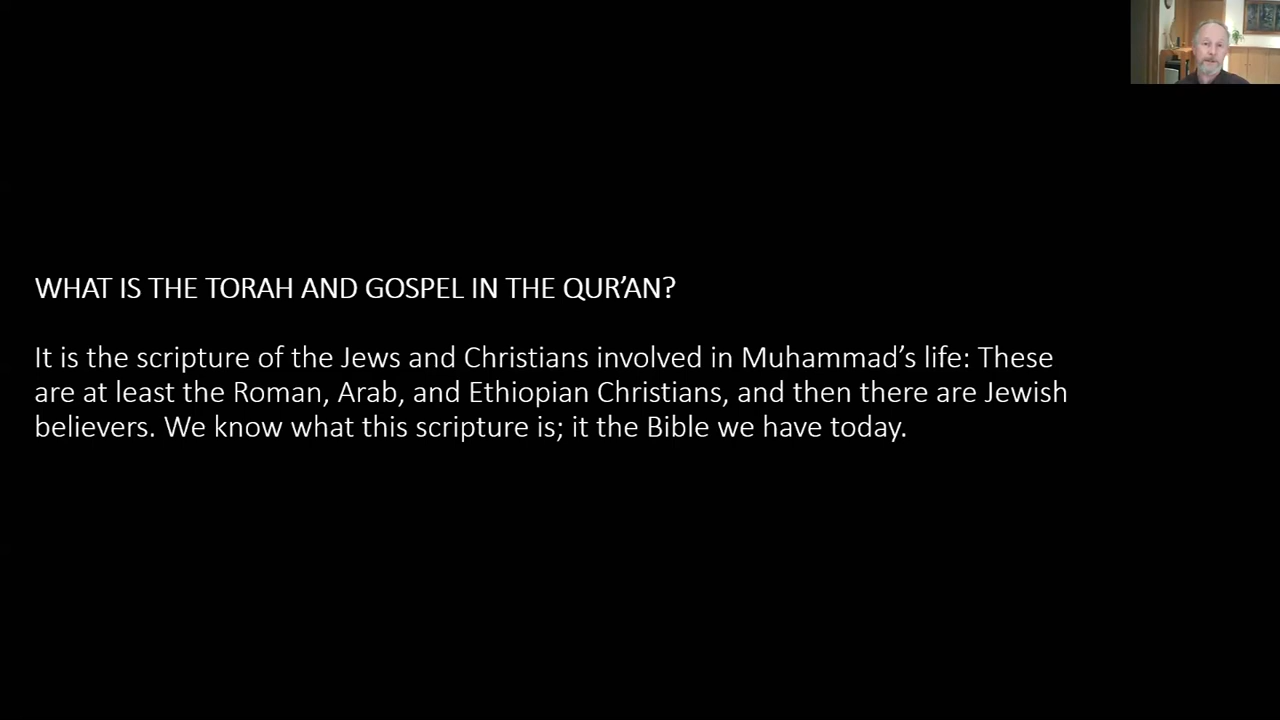 WHAT IS THE TORAH AND GOSPEL IN THE QUR’AN?
It is the scripture of the Jews and Christians involved in Muhammad’s life: These
are at least the Roman, Arab, and Ethiopian Christians, and then there are Jewish
believers. We know what this scripture is; it the Bible we have today.